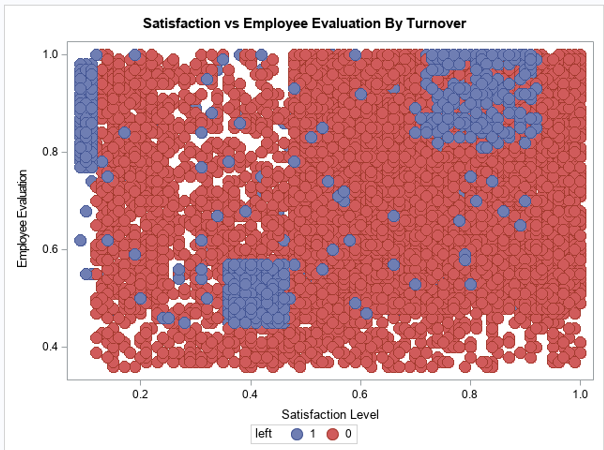 Satisfaction vs Employee Evaluation By Turnover
1.0
0.8
0.6
0.4
Employee Evaluation
0.2 0.4 0.6 0.8 1.0
Satisfaction Level
left 1 0